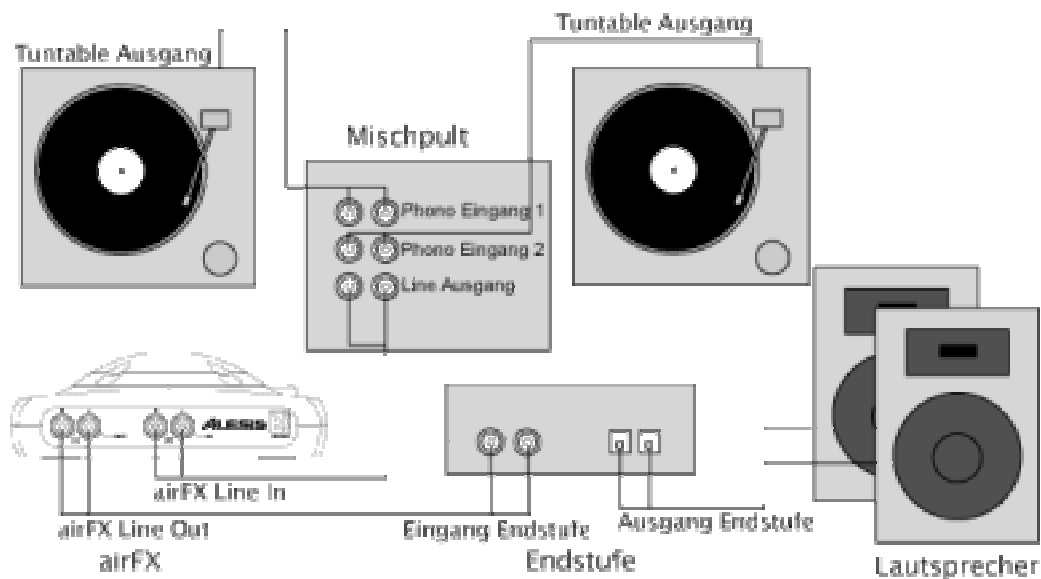 Tuntable Ausgang
Tuntable Ausgang
Mischpult
Phono Eingang 1
Phono Eingang 2
Line Ausgang
ALESIS
airFX Line In
airFX Line Out
airFX
Eingang Endstufe
Ausgang Endstufe
Endstufe
Lautsprecher